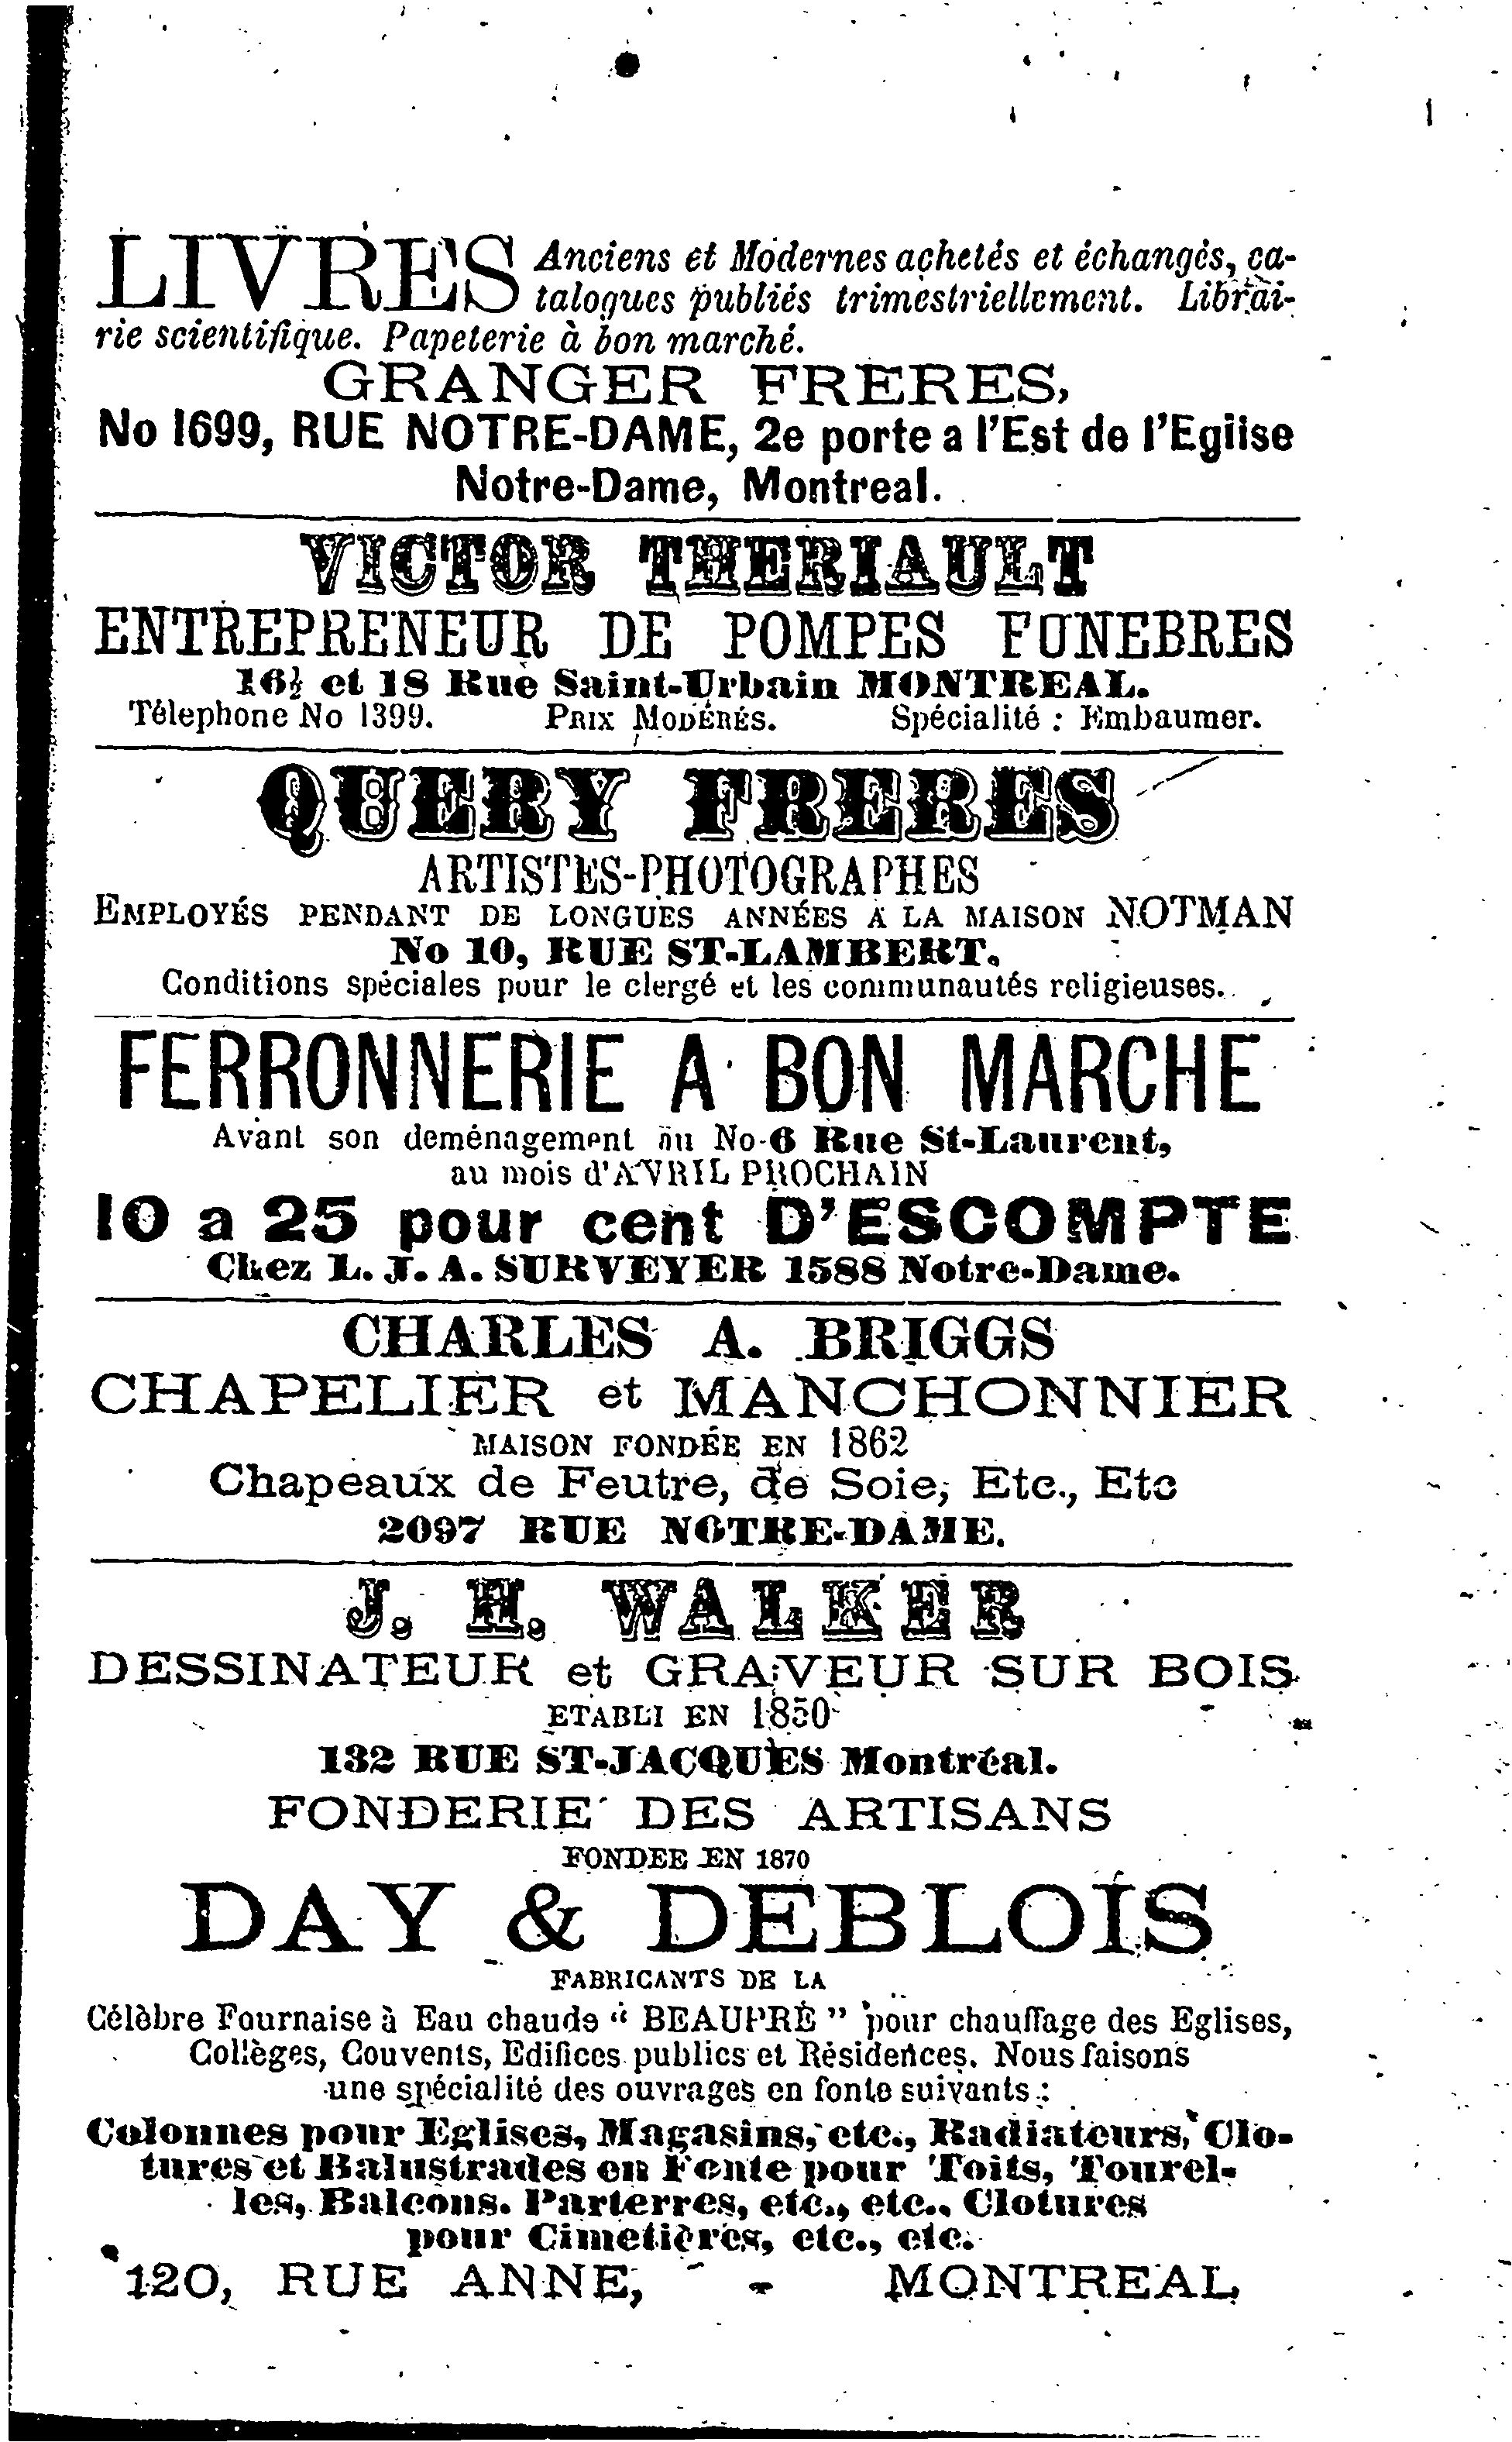 LIVRES Anciens et Modernes achetés et échangés, ca-
talogues publiés trimestriellement. Librai-
rie scientifique. Papeterie à bon marché.
GRANGER FRERES,
No 1699, RUE NOTRE-DAME, 2e porte a l'Est de l'Eglise
Notre-Dame, Montreal.
VICTOR THERIAULT
ENTREPRENEUR DE POMPES FUNEBRES
16½ et 18 Rue Saint-Urbain MONTREAL.
Télephone No 1399. PRIX MODÉRÉS. Spécialité : Embaumer.
QUERY FRERES
ARTISTES-PHOTOGRAPHES
EMPLOYÉS PENDANT DE LONGUES ANNÉES A LA MAISON NOTMAN
No 10, RUE ST-LAMBERT.
Conditions spéciales pour le clergé et les communautés religieuses.
FERRONNERIE A BON MARCHE
Avant son deménagement au No 6 Rue St-Laurent,
au mois d'AVRIL PROCHAIN
10 a 25 pour cent D'ESCOMPTE
Chez L. J. A. SURVEYER 1588 Notre-Dame.
CHARLES A. BRIGGS
CHAPELIER et MANCHONNIER
MAISON FONDÉE EN 1862
Chapeaux de Feutre, de Soie, Etc., Etc
2097 RUE NOTRE-DAME.
J. H. WALKER
DESSINATEUR et GRAVEUR SUR BOIS
ETABLI EN 1850
132 RUE ST-JACQUES Montréal.
FONDERIE DES ARTISANS
FONDEE EN 1870
DAY & DEBLOIS
FABRICANTS DE LA
Célèbre Fournaise à Eau chaude "BEAUPRÉ" pour chauffage des Eglises,
Collèges, Couvents, Edifices publics et Résidences. Nous faisons
une spécialité des ouvrages en fonte suivants :
Colonnes pour Eglises, Magasins, etc., Radiateurs, Clo-
tures et Balustrades en Fonte pour Toits, Tourel-
les, Balcons. Parterres, etc., etc., Clotures
pour Cimetières, etc., etc.
120, RUE ANNE, - MONTREAL